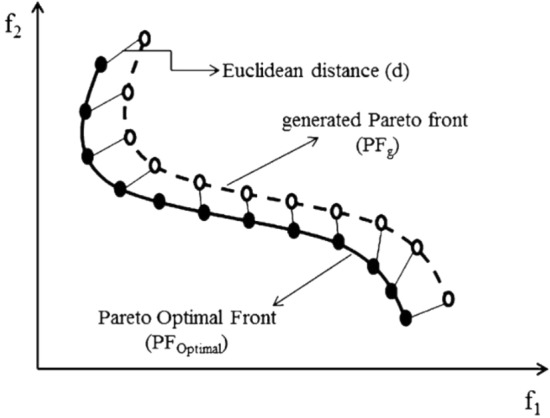 f2
Euclidean distance (d)
generated Pareto front
(PFg)
Pareto Optimal Front
(PFOptimal)
f1